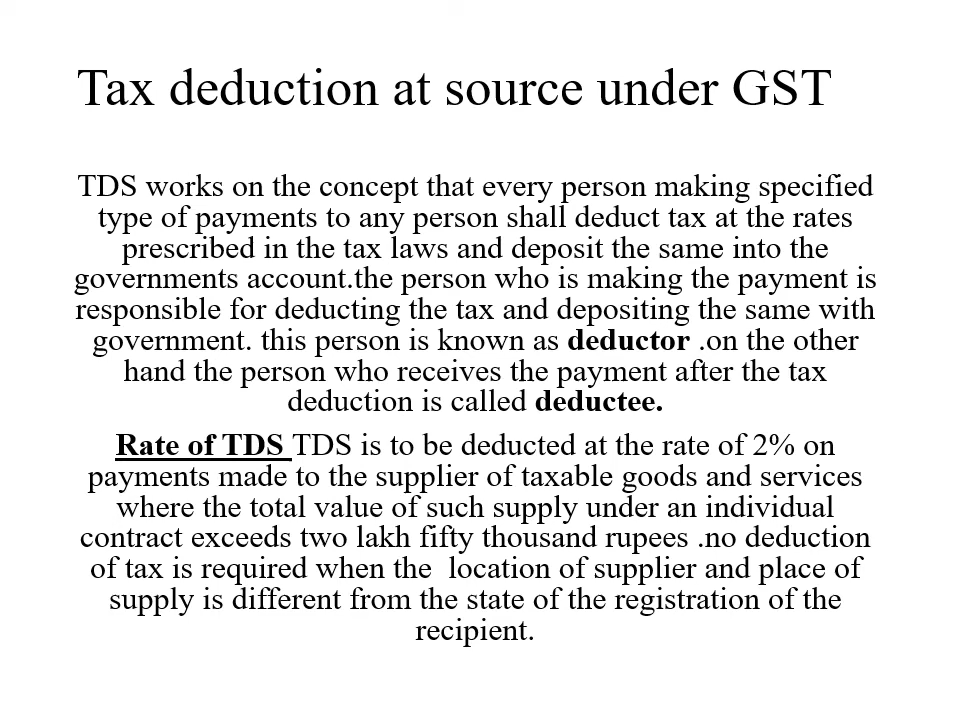 Tax deduction at source under GST
TDS works on the concept that every person making specified
type of payments to any person shall deduct tax at the rates
prescribed in the tax laws and deposit the same into the
governments account.the person who is making the payment is
responsible for deducting the tax and depositing the same with
government. this person is known as deductor .on the other
hand the person who receives the payment after the tax
deduction is called deductee.
Rate of TDS TDS is to be deducted at the rate of 2% on
payments made to the supplier of taxable goods and services
where the total value of such supply under an individual
contract exceeds two lakh fifty thousand rupees .no deduction
of tax is required when the  location of supplier and place of
supply is different from the state of the registration of the
recipient.